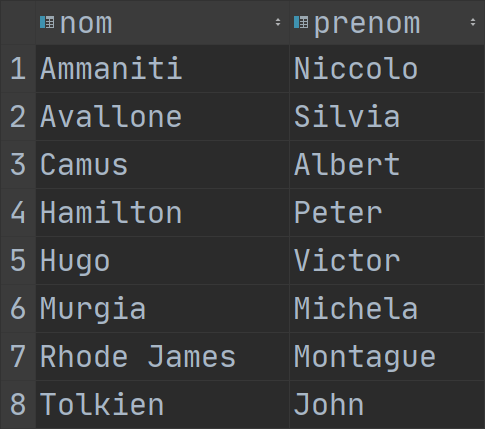 nom prenom
1 Ammaniti Niccolo
2 Avallone Silvia
3 Camus Albert
4 Hamilton Peter
5 Hugo Victor
6 Murgia Michela
7 Rhode James Montague
8 Tolkien John